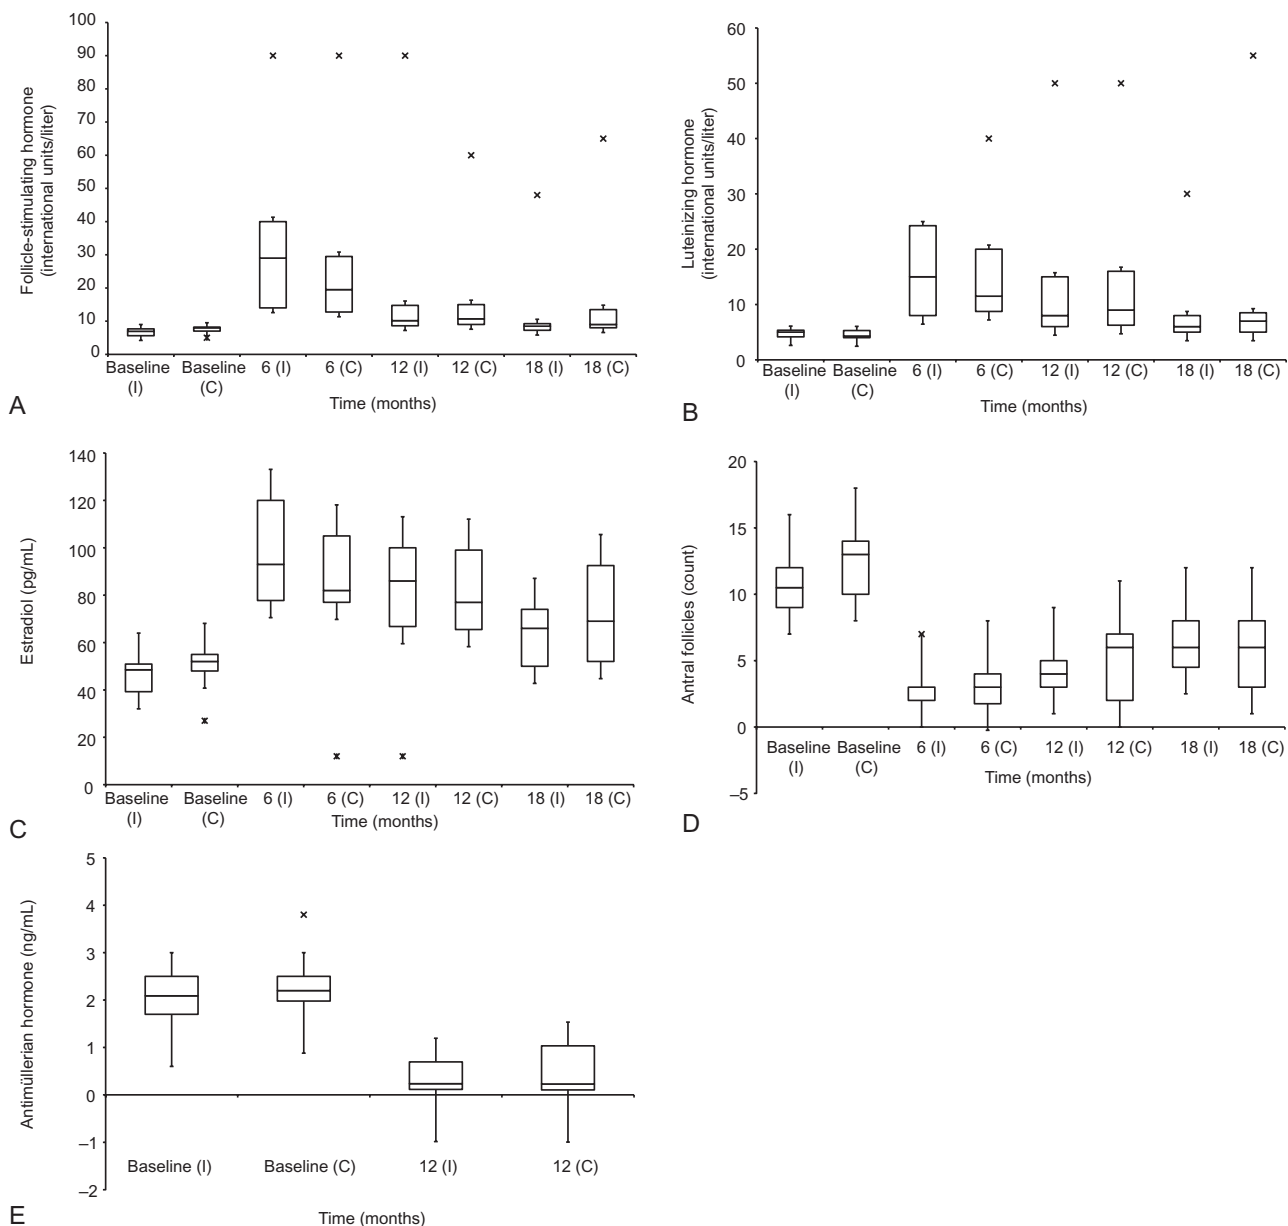 100
90
80
70
60
50
40
30
20
10
0
Follicle-stimulating hormone
(international units/liter)
Baseline
(I)
Baseline
(C)
6 (I)
6 (C)
12 (I)
12 (C)
18 (I)
18 (C)
Time (months)
A
60
50
40
30
20
10
0
Luteinizing hormone
(international units/liter)
Baseline
(I)
Baseline
(C)
6 (I)
6 (C)
12 (I)
12 (C)
18 (I)
18 (C)
Time (months)
B
140
120
100
80
60
40
20
0
Estradiol (pg/mL)
Baseline
(I)
Baseline
(C)
6 (I)
6 (C)
12 (I)
12 (C)
18 (I)
18 (C)
Time (months)
C
20
15
10
5
0
–5
Antral follicles (count)
Baseline
(I)
Baseline
(C)
6 (I)
6 (C)
12 (I)
12 (C)
18 (I)
18 (C)
Time (months)
D
5
4
3
2
1
0
–1
–2
Antimüllerian hormone (ng/mL)
Baseline (I)
Baseline (C)
12 (I)
12 (C)
Time (months)
E